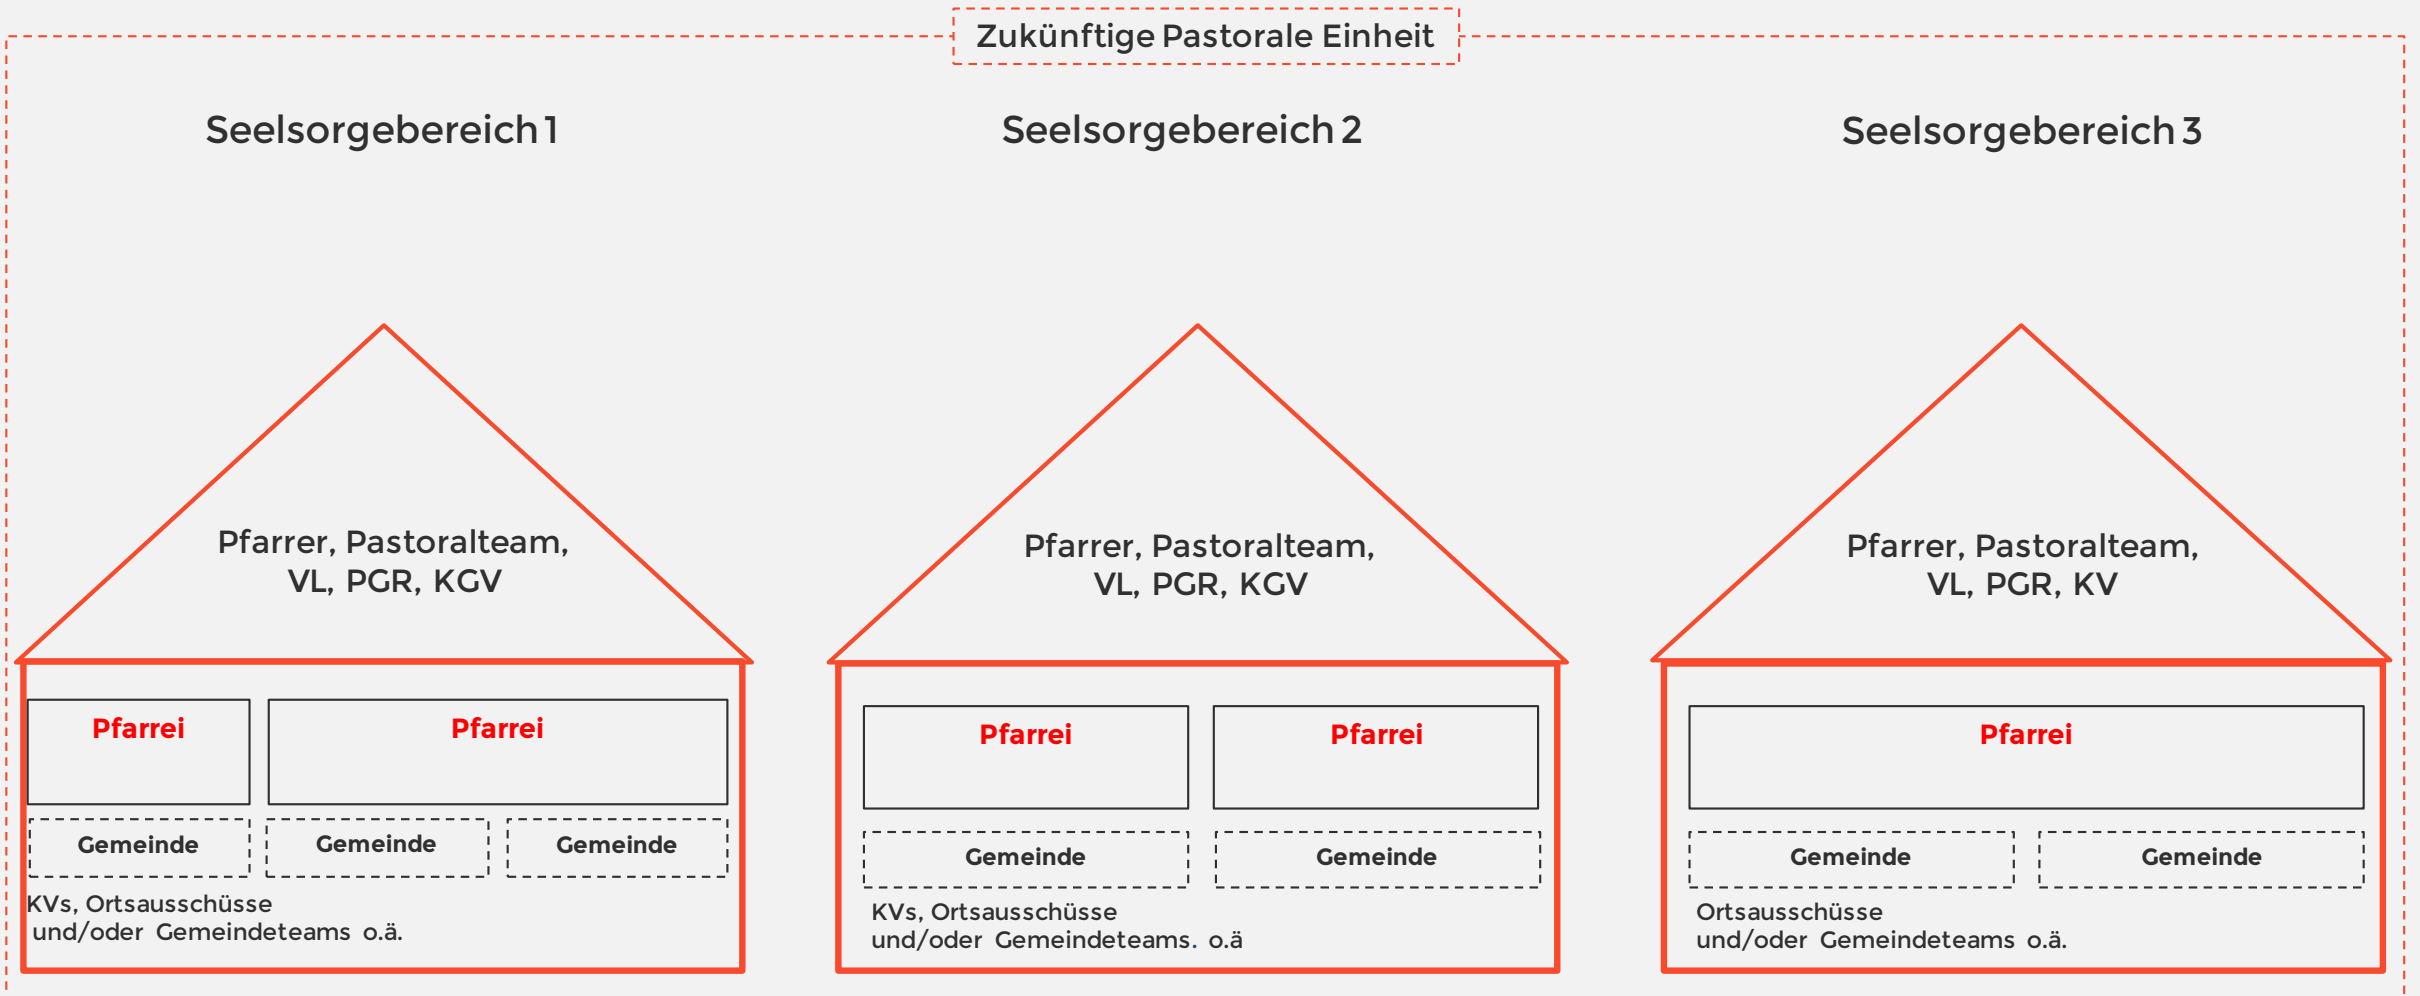 Zukünftige Pastorale Einheit
Seelsorgebereich 1
Seelsorgebereich 2
Seelsorgebereich 3
Pfarrer, Pastoralteam,
VL, PGR, KGV
Pfarrer, Pastoralteam,
VL, PGR, KGV
Pfarrer, Pastoralteam,
VL, PGR, KV
Pfarrei
Pfarrei
Gemeinde
Gemeinde
Gemeinde
KVs, Ortsausschüsse
und/oder Gemeindeteams o.ä.
Pfarrei
Pfarrei
Gemeinde
Gemeinde
KVs, Ortsausschüsse
und/oder Gemeindeteams. o.ä
Pfarrei
Gemeinde
Gemeinde
Ortsausschüsse
und/oder Gemeindeteams o.ä.